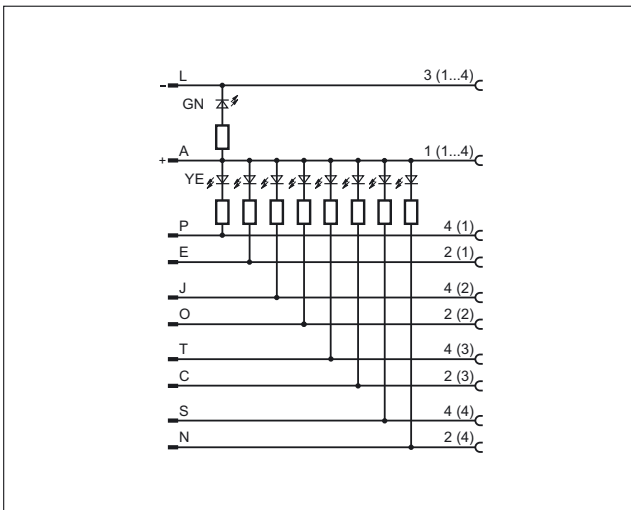 - L 3 (1...4)
GN
+ A 1 (1...4)
YE
P 4 (1)
E 2 (1)
J 4 (2)
O 2 (2)
T 4 (3)
C 2 (3)
S 4 (4)
N 2 (4)